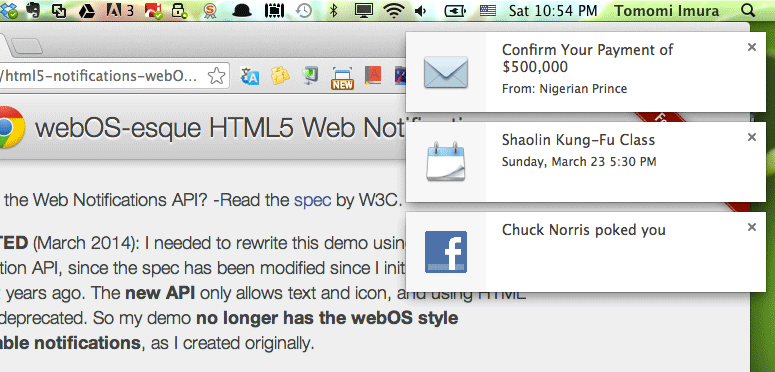 3
Sat 10:54 PM Tomomi Imura
/html5-notifications-webO...
NEW
webOS-esque HTML5 Web Not
the Web Notifications API? -Read the spec by W3C.
TED (March 2014): I needed to rewrite this demo using
tion API, since the spec has been modified since I init
years ago. The new API only allows text and icon, and using HTML
deprecated. So my demo no longer has the webOS style
able notifications, as I created originally.
Confirm Your Payment of
$500,000
From: Nigerian Prince
Shaolin Kung-Fu Class
Sunday, March 23 5:30 PM
Chuck Norris poked you